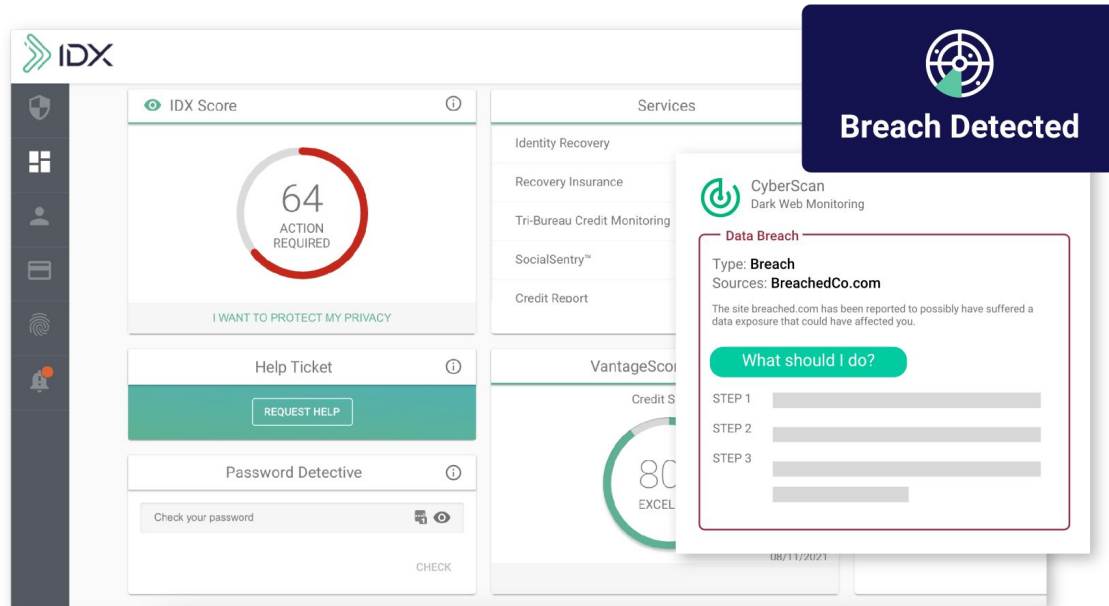 IDX
Breach Detected
IDX Score
64
ACTION
REQUIRED
I WANT TO PROTECT MY PRIVACY
Services
Identity Recovery
Recovery Insurance
Tri-Bureau Credit Monitoring
SocialSentry™
Credit Report
Help Ticket
REQUEST HELP
Password Detective
Check your password
CHECK
Credit
08/11/2021
CyberScan
Dark Web Monitoring
Data Breach
Type: Breach
Sources: BreachedCo.com
The site breached.com has been reported to possibly have suffered a
data exposure that could have affected you.
What should I do?
STEP 1
STEP 2
STEP 3